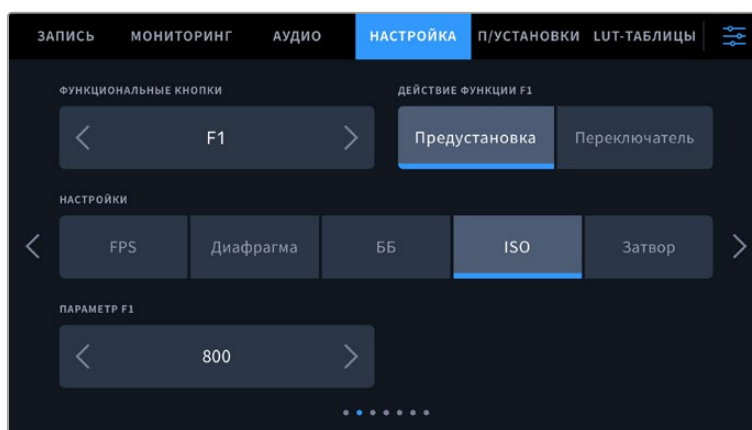 ЗАПИСЬ МОНИТОРИНГ АУДИО НАСТРОЙКА П/УСТАНОВКИ LUT-ТАБЛИЦЫ
ФУНКЦИОНАЛЬНЫЕ КНОПКИ ДЕЙСТВИЕ ФУНКЦИИ F1
F1 Предустановка Переключатель
НАСТРОЙКИ
FPS Диафрагма ББ ISO Затвор
ПАРАМЕТР F1
800